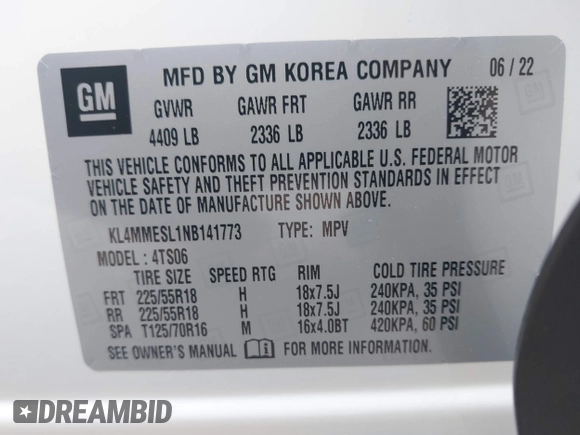 GM
MFD BY GM KOREA COMPANY 06 / 22
GVWR GAWR FRT GAWR RR
4409 LB 2336 LB 2336 LB
THIS VEHICLE CONFORMS TO ALL APPLICABLE U.S. FEDERAL MOTOR
VEHICLE SAFETY AND THEFT PREVENTION STANDARDS IN EFFECT
ON THE DATE OF MANUFACTURE SHOWN ABOVE.
KL4MMESL1NB141773 TYPE: MPV
MODEL: 4TS06
TIRE SIZE SPEED RTG RIM COLD TIRE PRESSURE
FRT 225/55R18 H 18x7.5J 240KPA, 35 PSI
RR 225/55R18 H 18x7.5J 240KPA, 35 PSI
SPA T125/70R16 M 16x4.0BT 420KPA, 60 PSI
SEE OWNER'S MANUAL FOR MORE INFORMATION.
DREAMBID